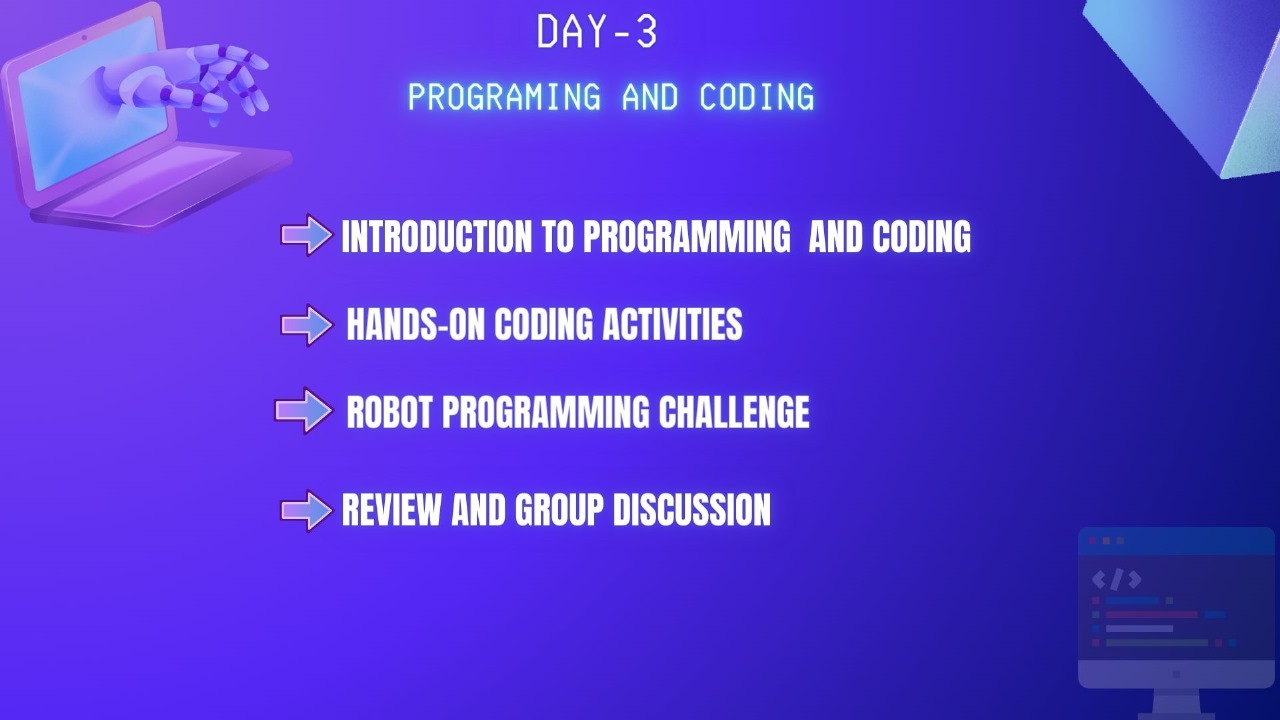 DAY-3
PROGRAMING AND CODING
INTRODUCTION TO PROGRAMMING  AND CODING
HANDS-ON CODING ACTIVITIES
ROBOT PROGRAMMING CHALLENGE
REVIEW AND GROUP DISCUSSION
<//>